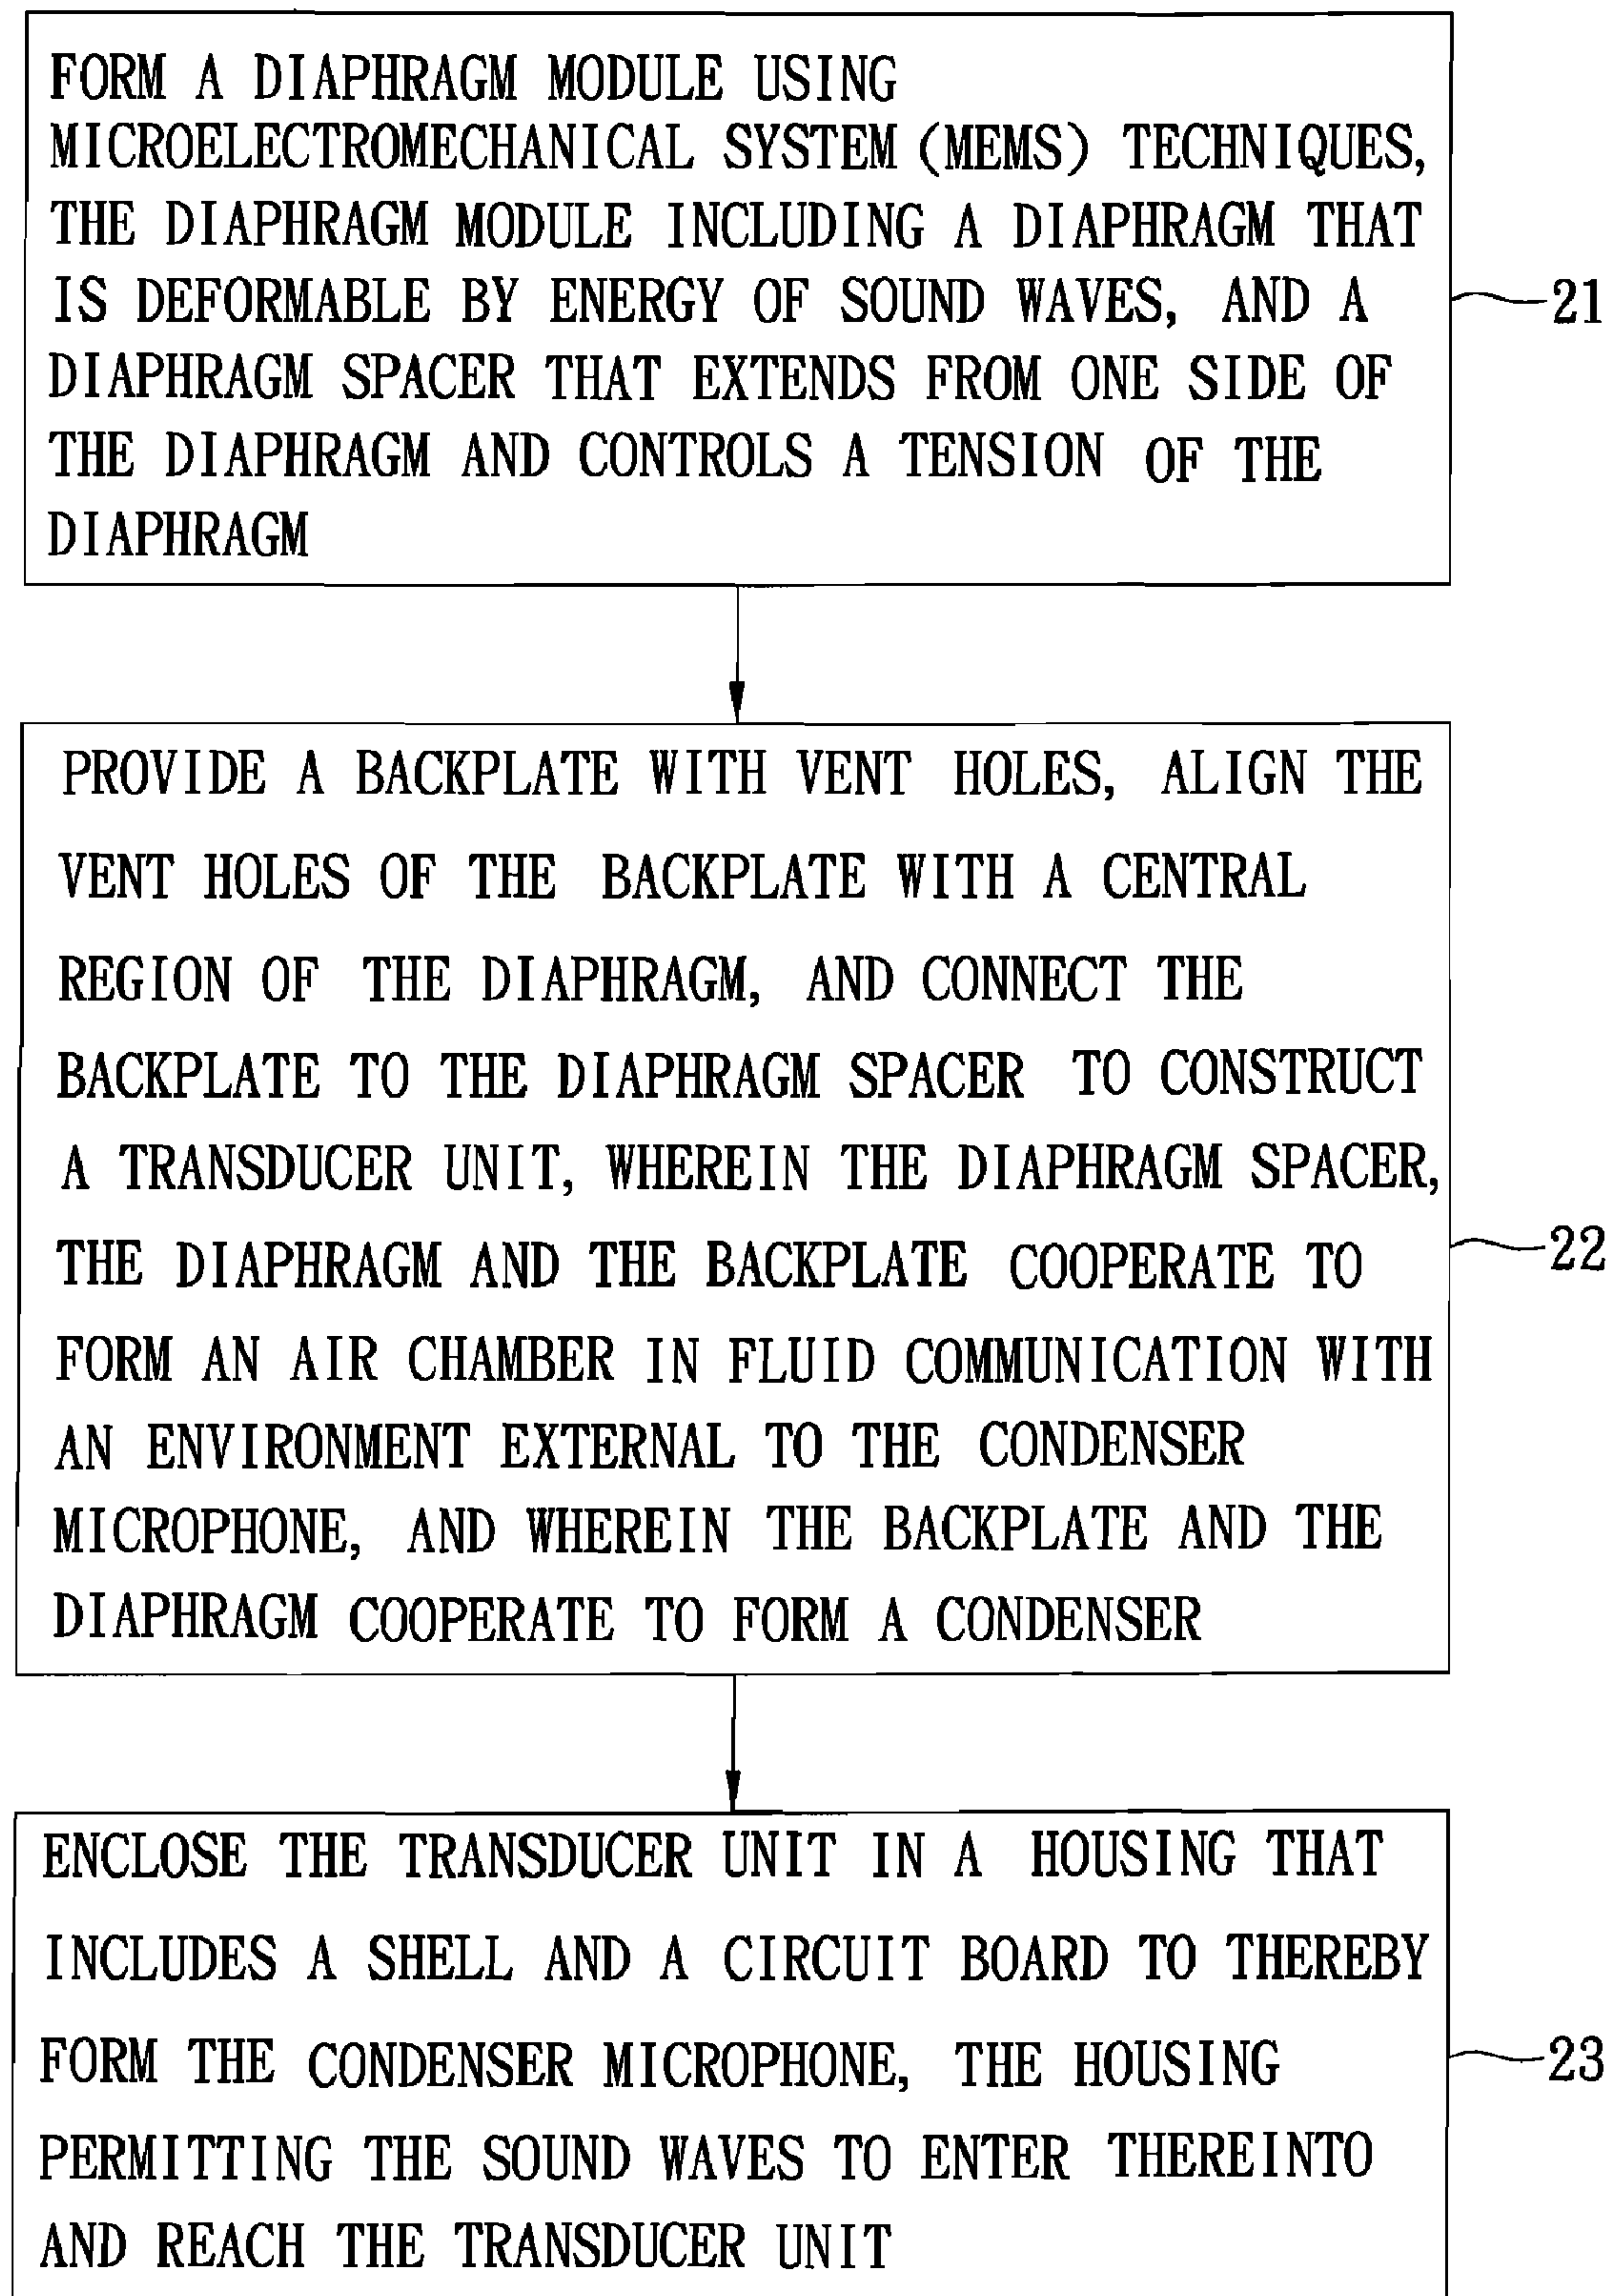 FORM A DIAPHRAGM MODULE USING
MICROELECTROMECHANICAL SYSTEM (MEMS) TECHNIQUES,
THE DIAPHRAGM MODULE INCLUDING A DIAPHRAGM THAT
IS DEFORMABLE BY ENERGY OF SOUND WAVES, AND A
DIAPHRAGM SPACER THAT EXTENDS FROM ONE SIDE OF
THE DIAPHRAGM AND CONTROLS A TENSION OF THE
DIAPHRAGM
21
PROVIDE A BACKPLATE WITH VENT HOLES, ALIGN THE
VENT HOLES OF THE BACKPLATE WITH A CENTRAL
REGION OF THE DIAPHRAGM, AND CONNECT THE
BACKPLATE TO THE DIAPHRAGM SPACER TO CONSTRUCT
A TRANSDUCER UNIT, WHEREIN THE DIAPHRAGM SPACER,
THE DIAPHRAGM AND THE BACKPLATE COOPERATE TO
FORM AN AIR CHAMBER IN FLUID COMMUNICATION WITH
AN ENVIRONMENT EXTERNAL TO THE CONDENSER
MICROPHONE, AND WHEREIN THE BACKPLATE AND THE
DIAPHRAGM COOPERATE TO FORM A CONDENSER
22
ENCLOSE THE TRANSDUCER UNIT IN A HOUSING THAT
INCLUDES A SHELL AND A CIRCUIT BOARD TO THEREBY
FORM THE CONDENSER MICROPHONE, THE HOUSING
PERMITTING THE SOUND WAVES TO ENTER THEREINTO
AND REACH THE TRANSDUCER UNIT
23